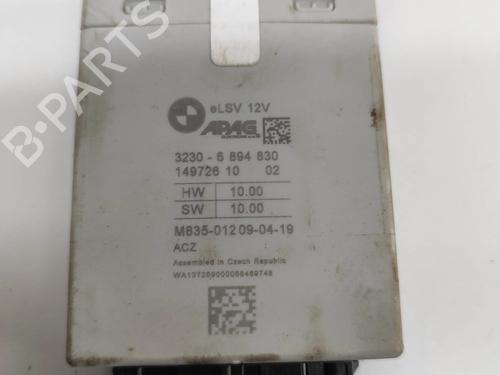 eLSV 12V
APAG
3230 - 6 894 830
149726 10 02
HW 10.00
SW 10.00
M835-012 09-04-19
ACZ
Assembled in Czech Republic
B-PARTS